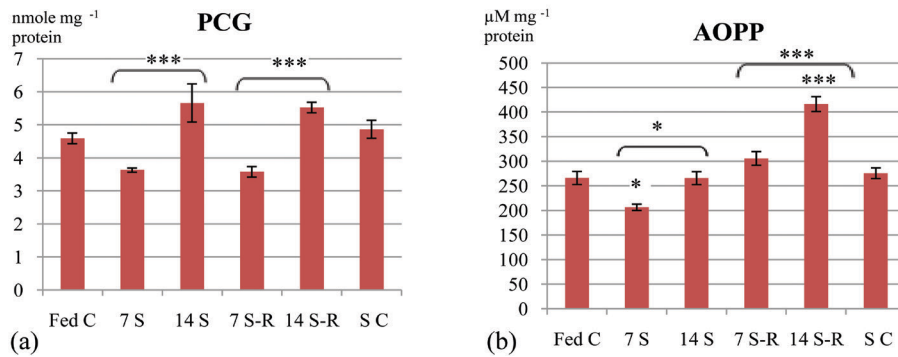 nmole mg -1
protein
PCG
***
***
7
6
5
4
3
2
1
0
Fed C 7 S 14 S 7 S-R 14 S-R S C
(a)
µM mg -1
protein
AOPP
***
***
*
*
500
450
400
350
300
250
200
150
100
50
0
Fed C 7 S 14 S 7 S-R 14 S-R S C
(b)